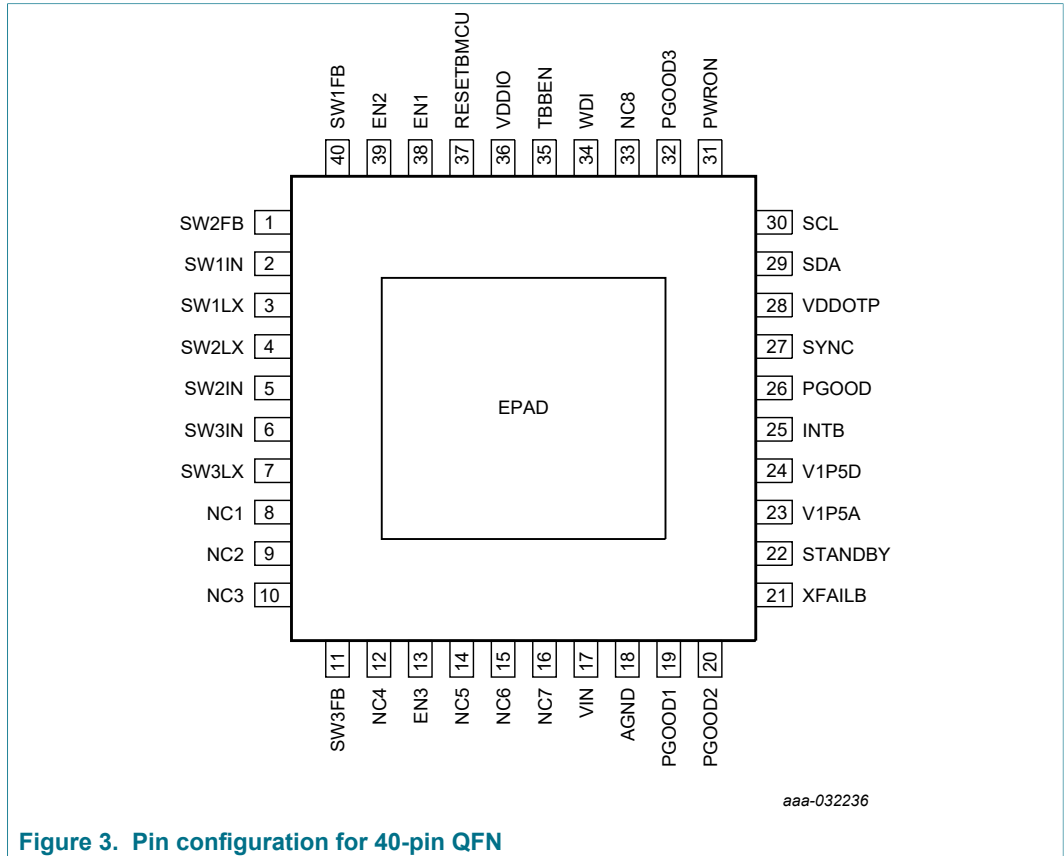 SW1FB
EN2
EN1
RESETBMCU
VDDIO
TBBEN
WDI
NC8
PGOOD3
PWRON
40
39
38
37
36
35
34
33
32
31
SW2FB 1
SW1IN 2
SW1LX 3
SW2LX 4
SW2IN 5
SW3IN 6
SW3LX 7
NC1 8
NC2 9
NC3 10
EPAD
30 SCL
29 SDA
28 VDDOTP
27 SYNC
26 PGOOD
25 INTB
24 V1P5D
23 V1P5A
22 STANDBY
21 XFAILB
11
12
13
14
15
16
17
18
19
20
SW3FB
NC4
EN3
NC5
NC6
NC7
VIN
AGND
PGOOD1
PGOOD2
aaa-032236
Figure 3. Pin configuration for 40-pin QFN